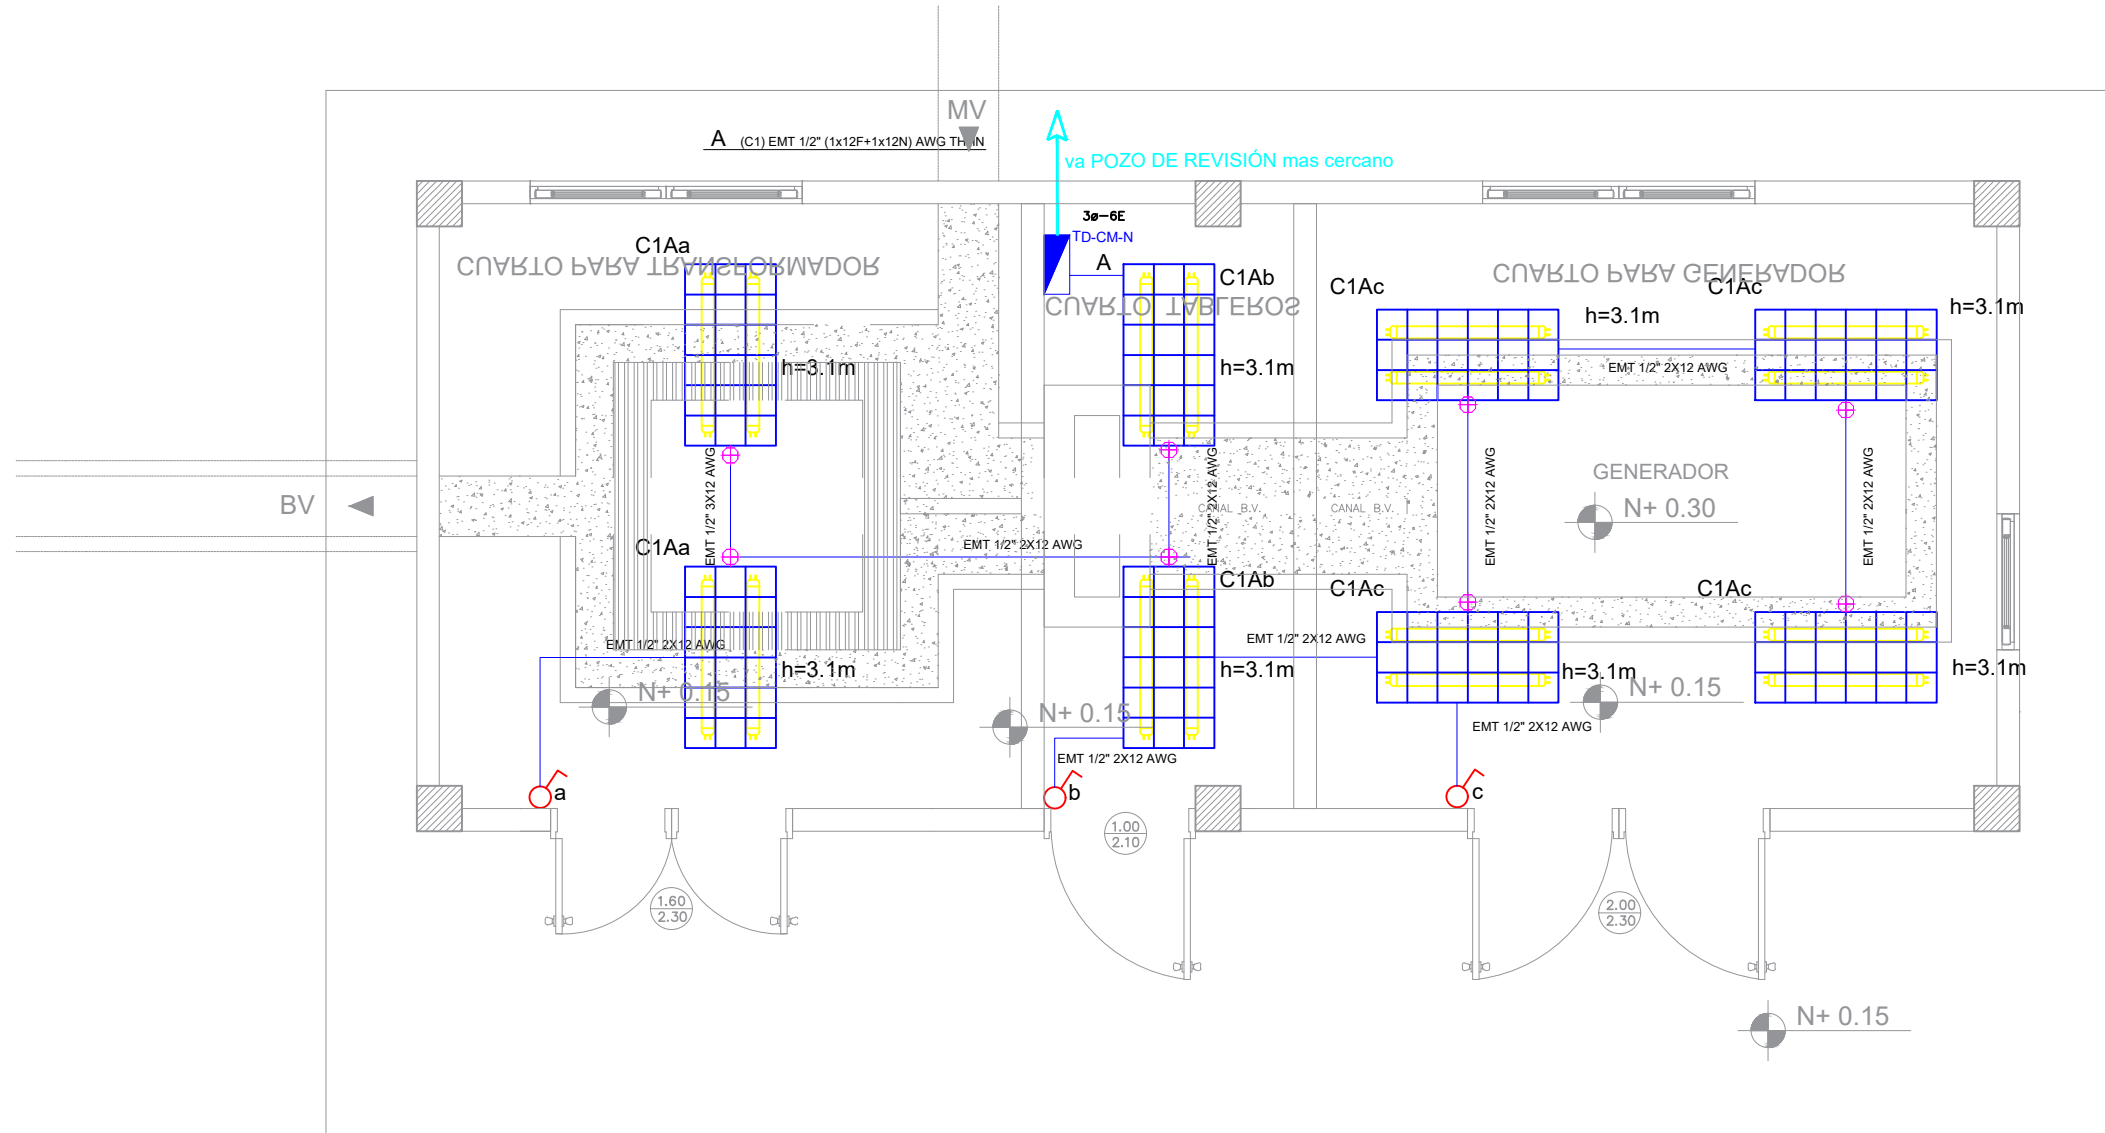 MV
A (C1) EMT 1/2" (1x12F+1x12N) AWG THHN
va POZO DE REVISIÓN mas cercano
3ø-6E
TD-CM-N
A
C1Aa
CUARTO PARA TRANSFORMADOR
C1Ab
CUARTO TABLEROS
CUARTO PARA GENERADOR
C1Ac
C1Ac
h=3.1m
h=3.1m
h=3.1m
h=3.1m
EMT 1/2" 2X12 AWG
EMT 1/2" 3X12 AWG
EMT 1/2" 2X12 AWG
EMT 1/2" 2X12 AWG
EMT 1/2" 2X12 AWG
GENERADOR
N+ 0.30
BV
CANAL B.V.
CANAL B.V.
C1Aa
EMT 1/2" 2X12 AWG
C1Ab
C1Ac
C1Ac
EMT 1/2" 2X12 AWG
EMT 1/2" 2X12 AWG
h=3.1m
h=3.1m
h=3.1m
h=3.1m
N+ 0.15
N+ 0.15
N+ 0.15
EMT 1/2" 2X12 AWG
EMT 1/2" 2X12 AWG
a
b
c
1.00
2.10
1.60
2.30
2.00
2.30
N+ 0.15